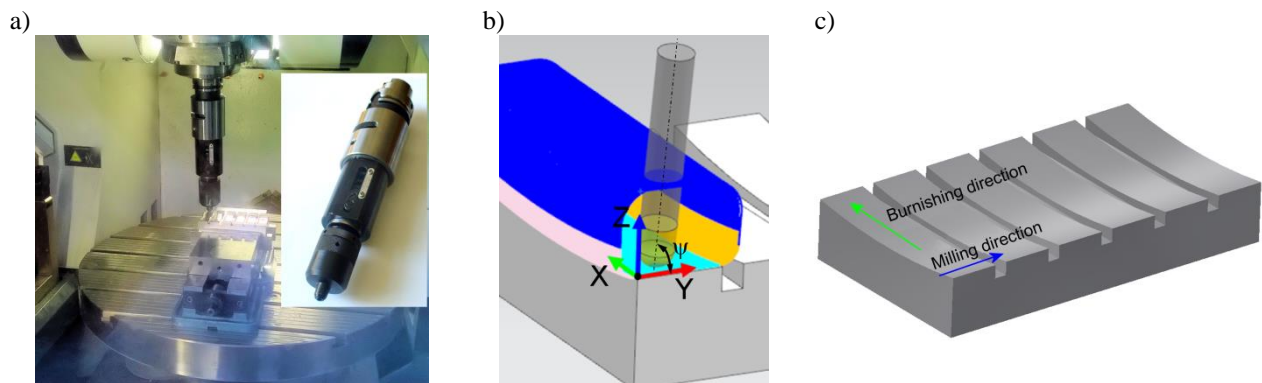 a)
b)
c)
Z
ψ
X
Y
Burnishing direction
Milling direction